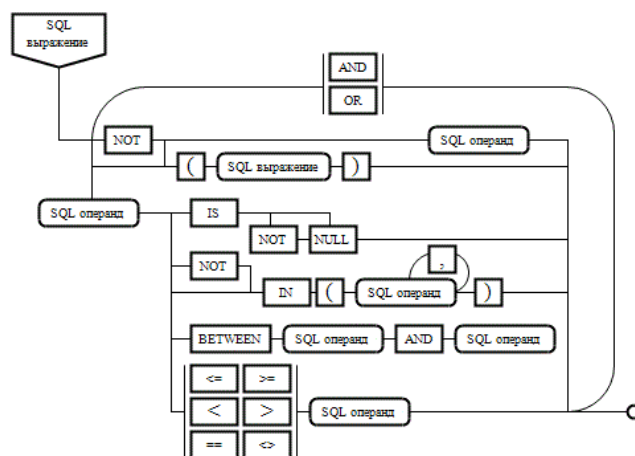 SQL
выражение
AND
OR
NOT
SQL операнд
( SQL выражение )
SQL операнд
IS
NOT NULL
NOT
,
IN ( SQL операнд )
BETWEEN SQL операнд AND SQL операнд
<= >=
< >
SQL операнд
== <>